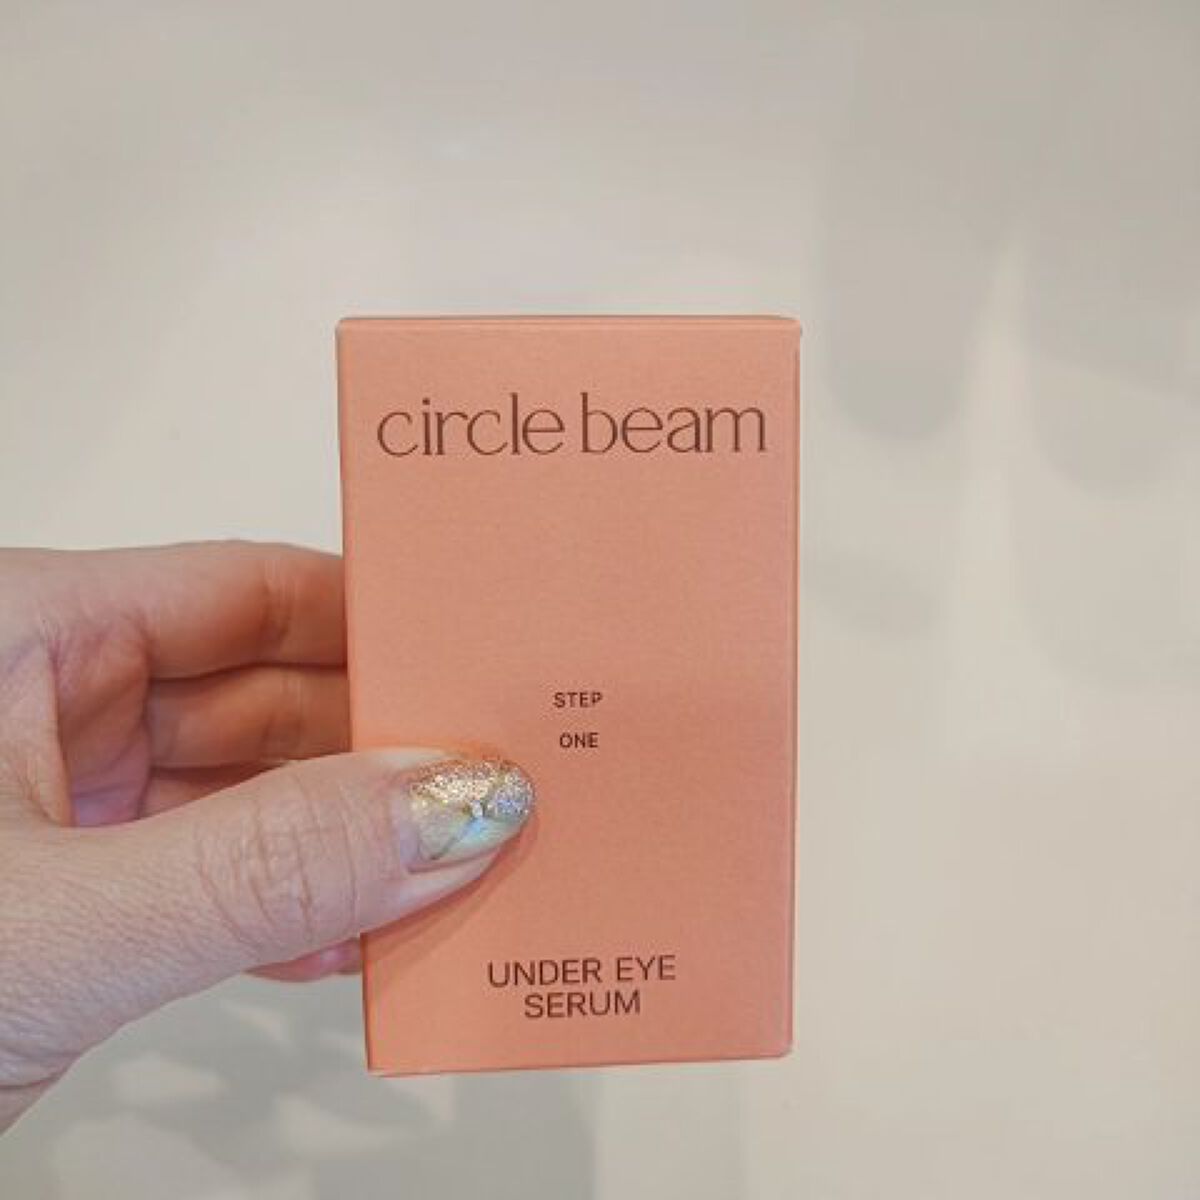 circle beam
STEP
ONE
UNDER EYE
SERUM